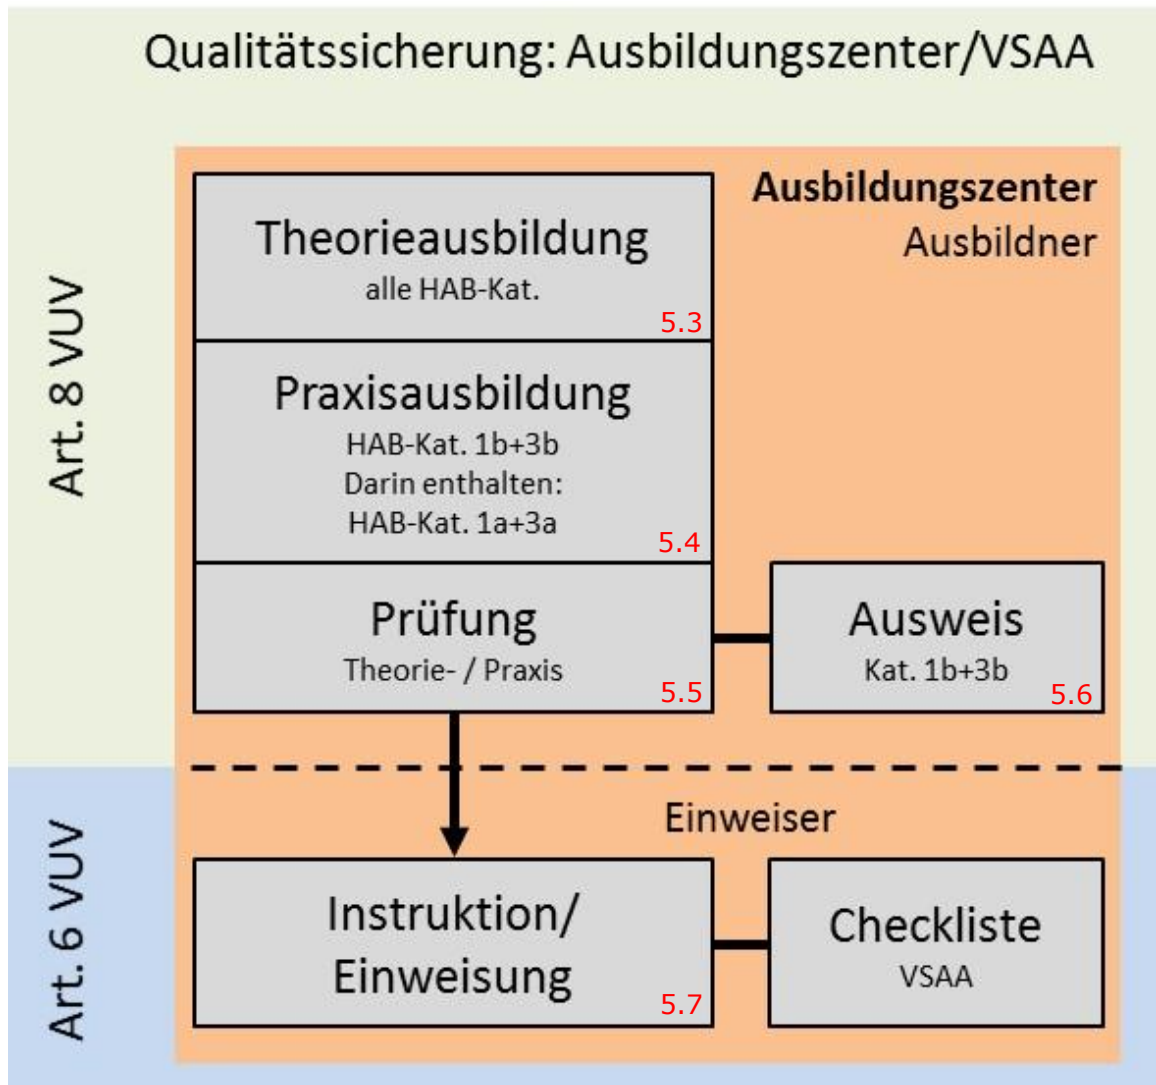 Qualitätssicherung: Ausbildungszenter/VSAA
Ausbildungszenter
Ausbildner
Art. 8 VUV
Theorieausbildung
alle HAB-Kat.
5.3
Praxisausbildung
HAB-Kat. 1b+3b
Darin enthalten:
HAB-Kat. 1a+3a
5.4
Prüfung
Theorie- / Praxis
5.5
Ausweis
Kat. 1b+3b
5.6
Art. 6 VUV
Einweiser
Instruktion/
Einweisung
5.7
Checkliste
VSAA